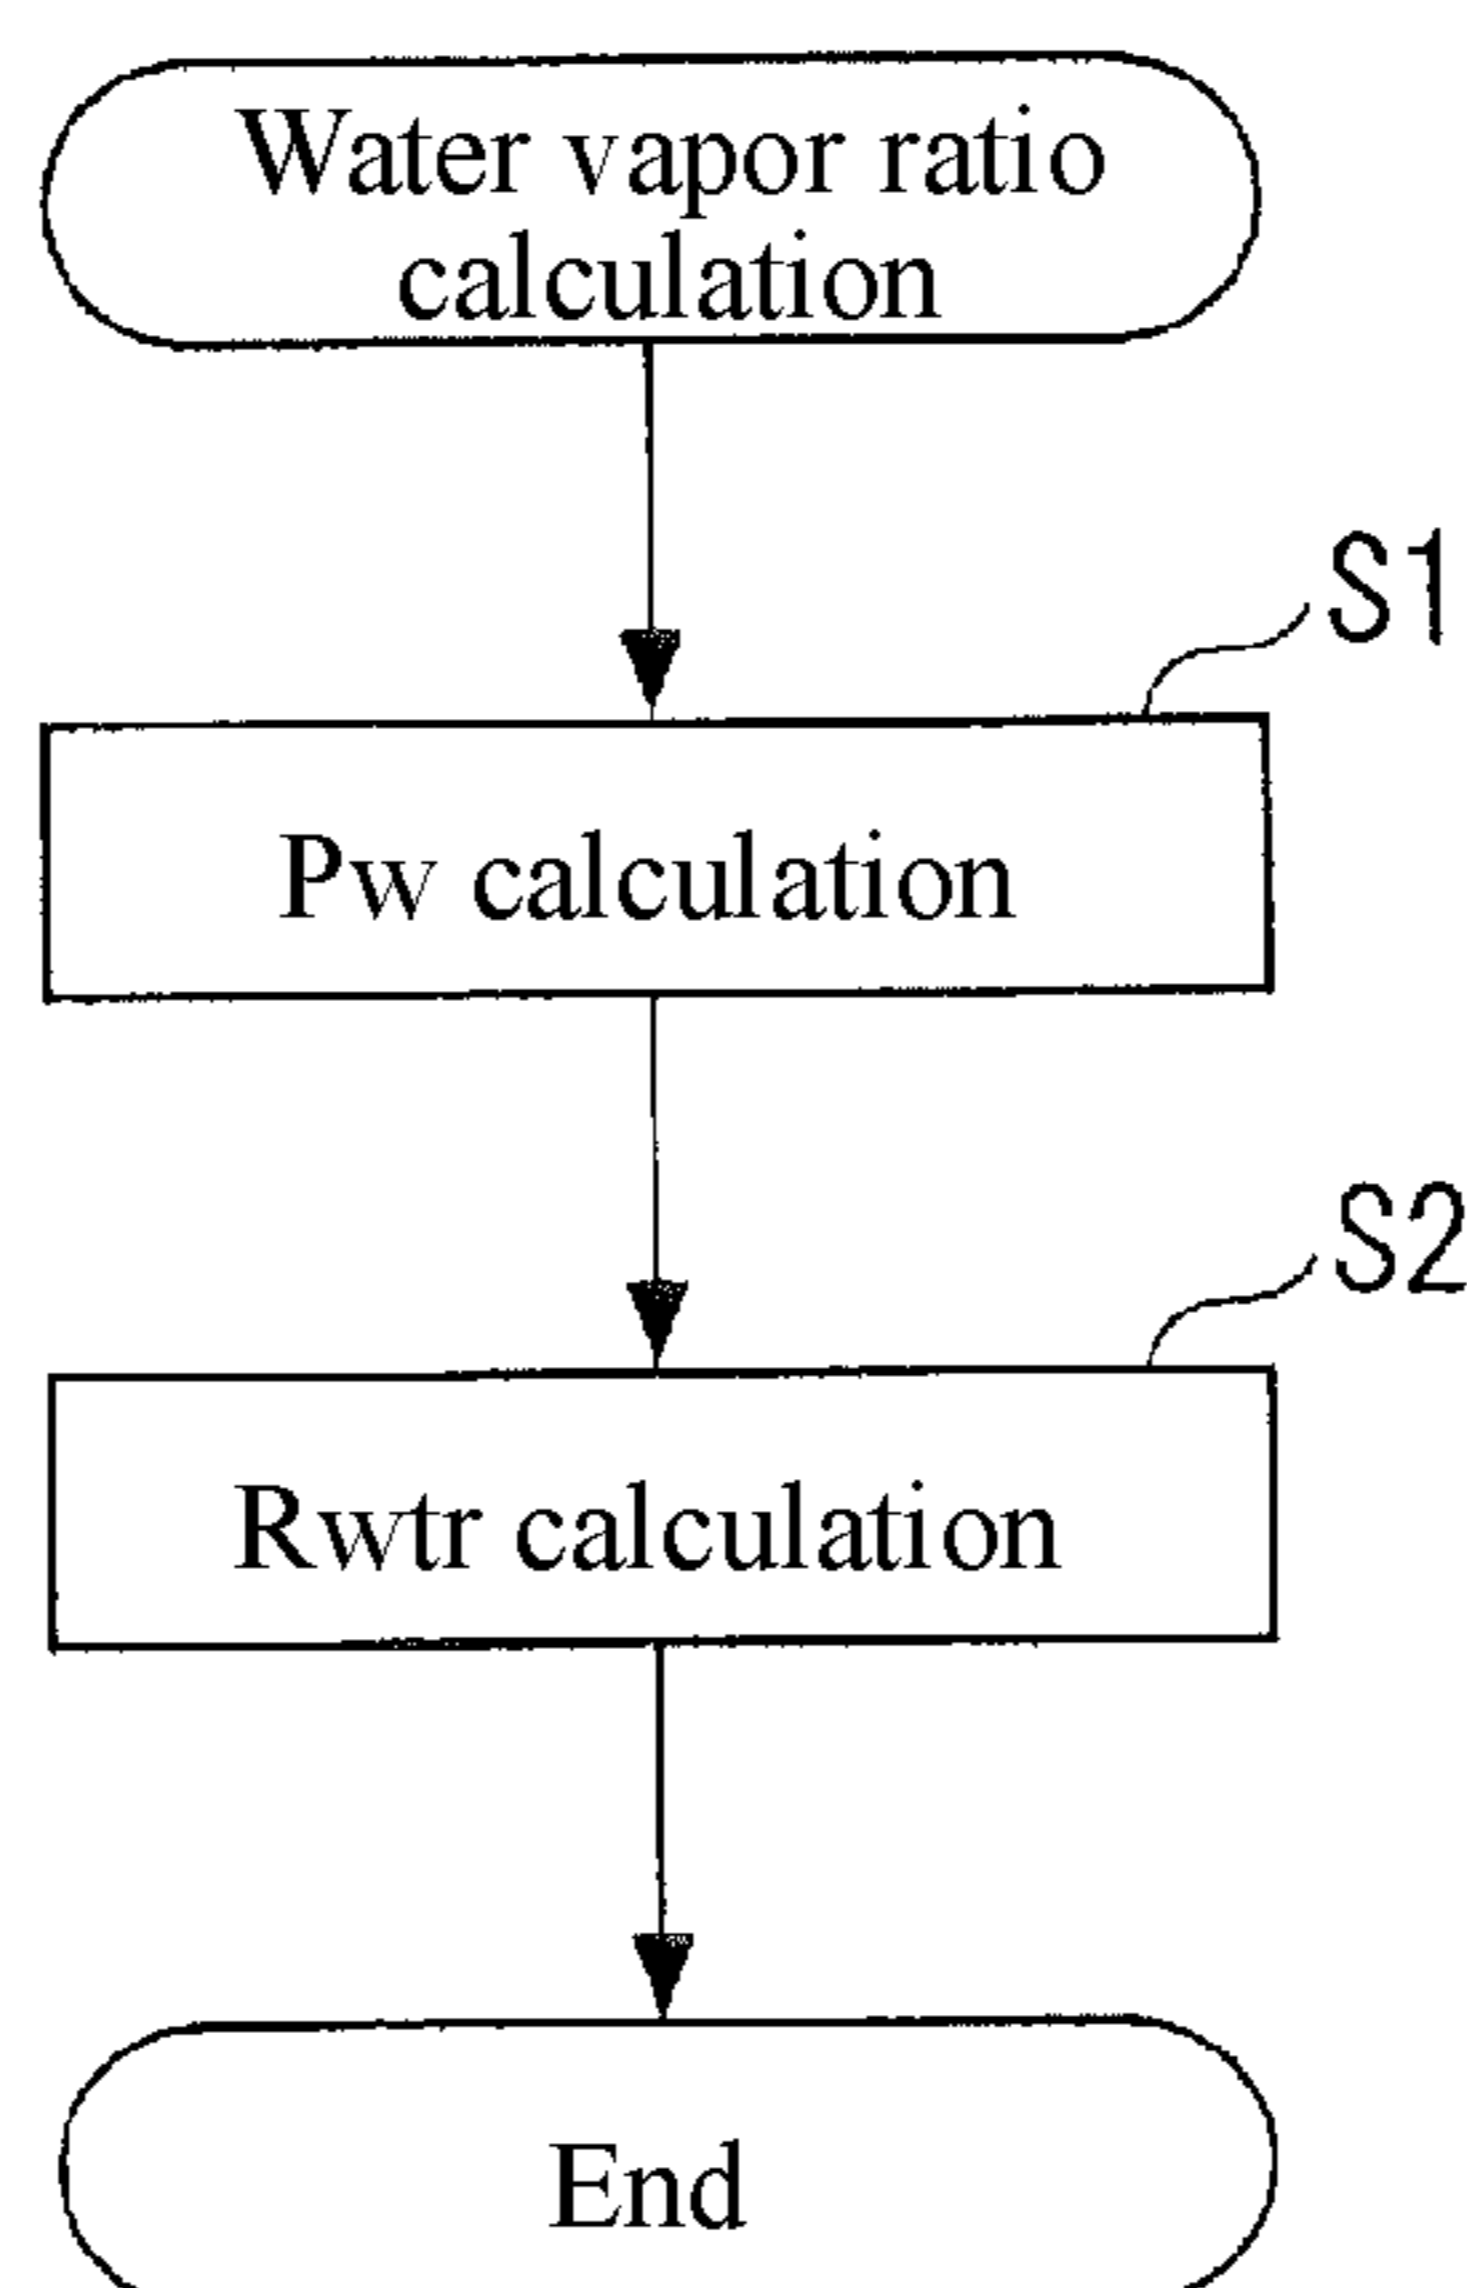 Water vapor ratio
calculation
S1
Pw calculation
S2
Rwtr calculation
End